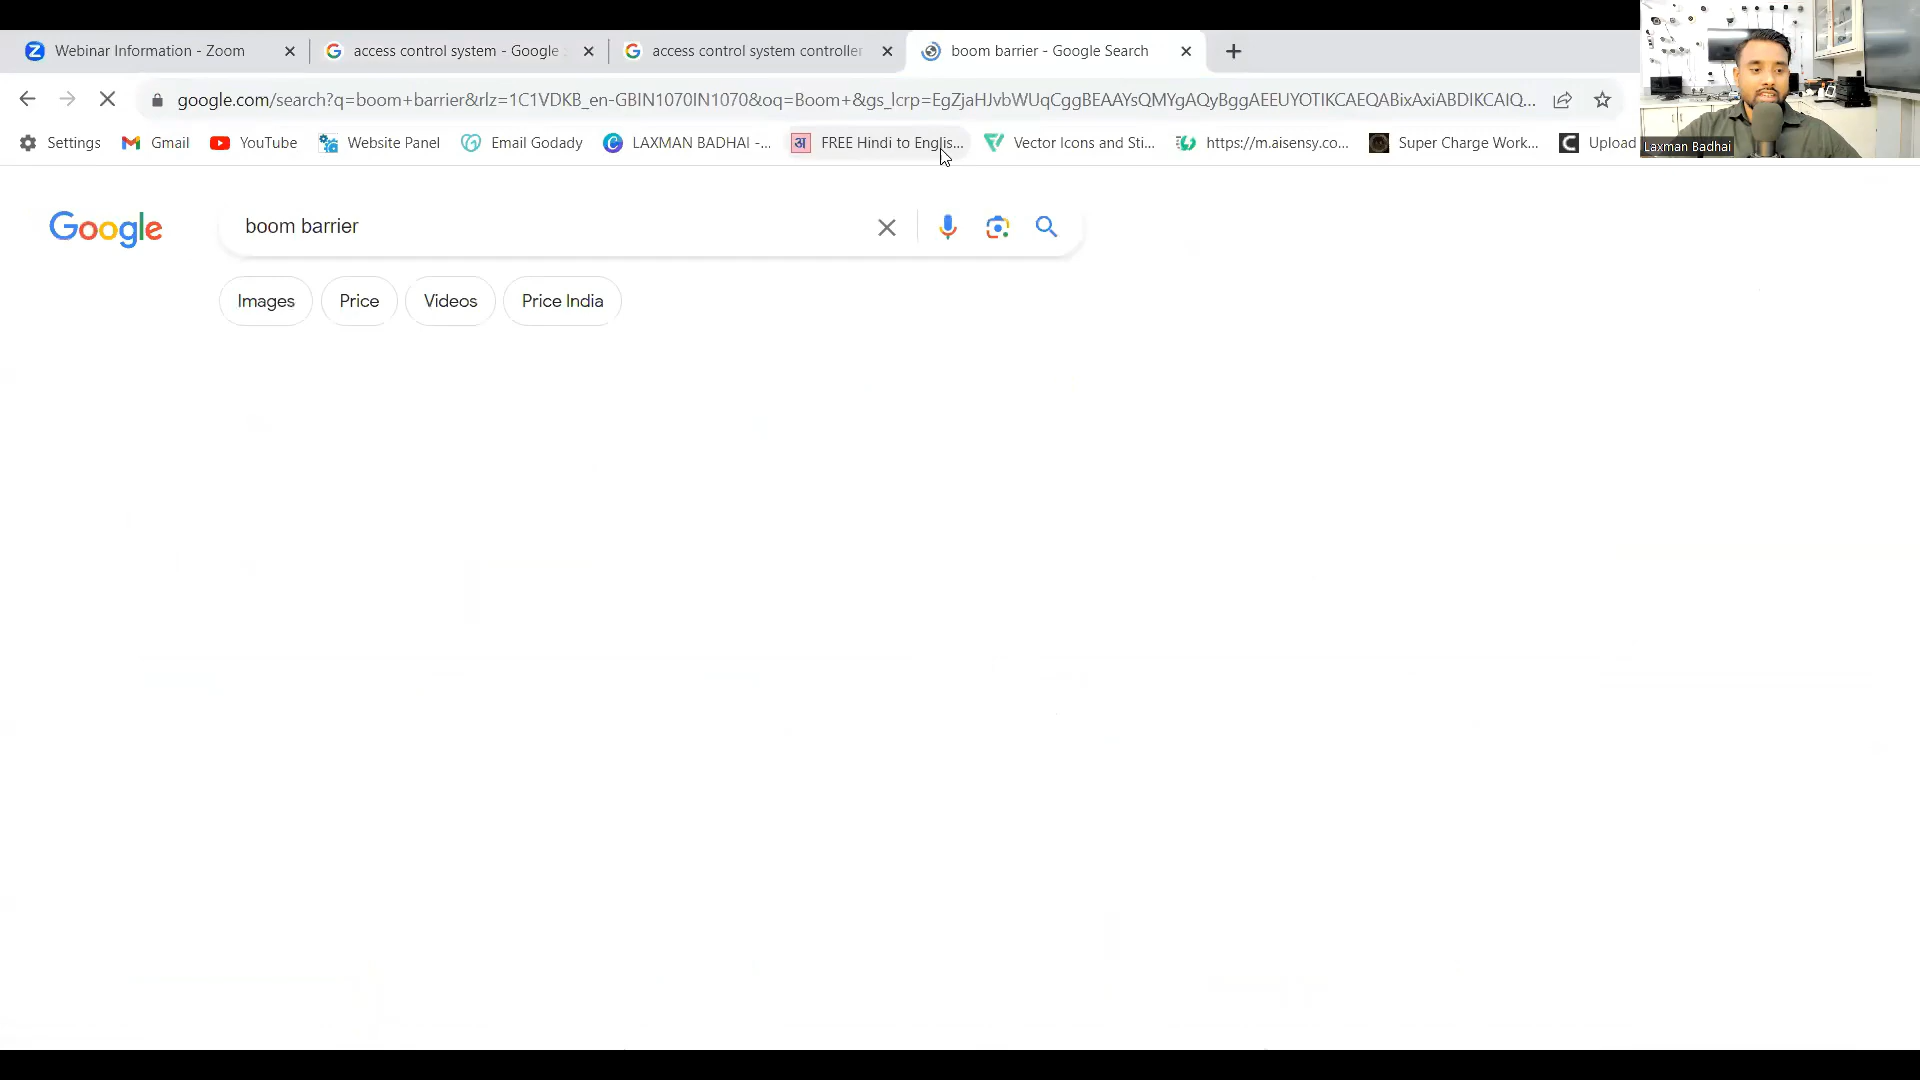 Webinar Information - Zoom
access control system - Google
access control system controller
boom barrier - Google Search
google.com/search?q=boom+barrier&rlz=1C1VDKB_en-GBIN1070IN1070&oq=Boom+&gs_lcrp=EgZjaHJvbWUqCggBEAAYsQMYgAQyBggAEEUYOTIKCAEQABixAxiABDIKCAIQ...
Settings
Gmail
YouTube
Website Panel
Email Godady
LAXMAN BADHAI -...
अ
FREE Hindi to Englis...
Vector Icons and Sti...
https://m.aisensy.co...
Super Charge Work...
Upload
Laxman Badhai
Google
boom barrier
Images
Price
Videos
Price India